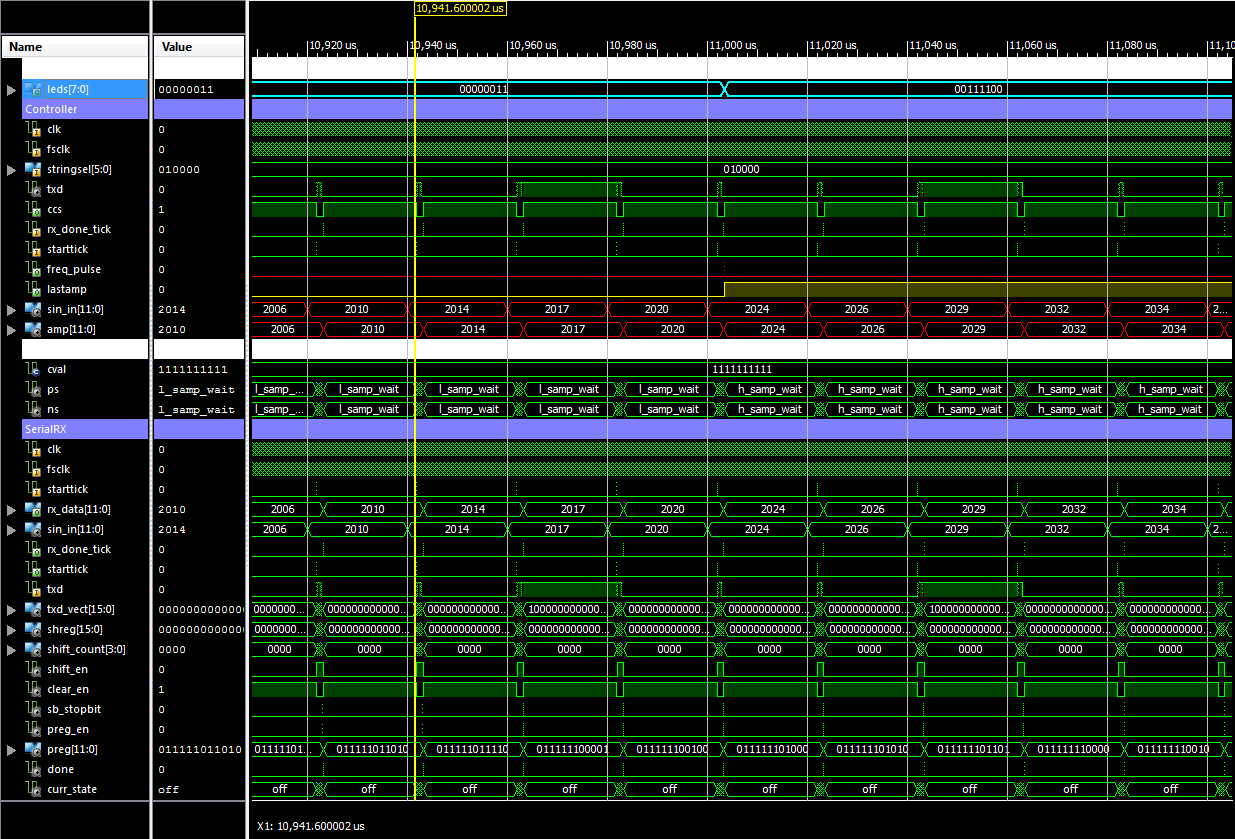 10,941.600002 us
Name Value 10,920 us 10,940 us 10,960 us 10,980 us 11,000 us 11,020 us 11,040 us 11,060 us 11,080 us 11,10
leds[7:0] 00000011 00000011 00111100
Controller
clk 0
fsclk 0
stringsel[5:0] 010000 010000
txd 0
ccs 1
rx_done_tick 0
starttick 0
freq_pulse 0
lastamp 0
sin_in[11:0] 2014 2006 2010 2014 2017 2020 2024 2026 2029 2032 2034 2...
amp[11:0] 2010 2006 2010 2014 2017 2020 2024 2026 2029 2032 2034
cval 1111111111 1111111111
ps l_samp_wait l_samp_... l_samp_wait l_samp_wait l_samp_wait l_samp_wait h_samp_wait h_samp_wait h_samp_wait h_samp_wait h_samp_wait
ns l_samp_wait l_samp_... l_samp_wait l_samp_wait l_samp_wait l_samp_wait h_samp_wait h_samp_wait h_samp_wait h_samp_wait h_samp_wait
SerialRX
clk 0
fsclk 0
starttick 0
rx_data[11:0] 2010 2006 2010 2014 2017 2020 2024 2026 2029 2032 2034
sin_in[11:0] 2014 2006 2010 2014 2017 2020 2024 2026 2029 2032 2034 2...
rx_done_tick 0
starttick 0
txd 0
txd_vect[15:0] 000000000000 0000000... 000000000000... 000000000000... 100000000000... 000000000000... 000000000000... 000000000000... 100000000000... 000000000000... 000000000000...
shreg[15:0] 000000000000 0000000... 000000000000... 000000000000... 000000000000... 000000000000... 000000000000... 000000000000... 000000000000... 000000000000... 000000000000...
shift_count[3:0] 0000 0000 0000 0000 0000 0000 0000 0000 0000 0000 0000
shift_en 0
clear_en 1
sb_stopbit 0
preg_en 0
preg[11:0] 011111011010 01111101... 011111011010 011111011110 011111100001 011111100100 011111101000 011111101010 011111101101 011111110000 011111110010
done 0
curr_state off off off off off off off off off off off
X1: 10,941.600002 us